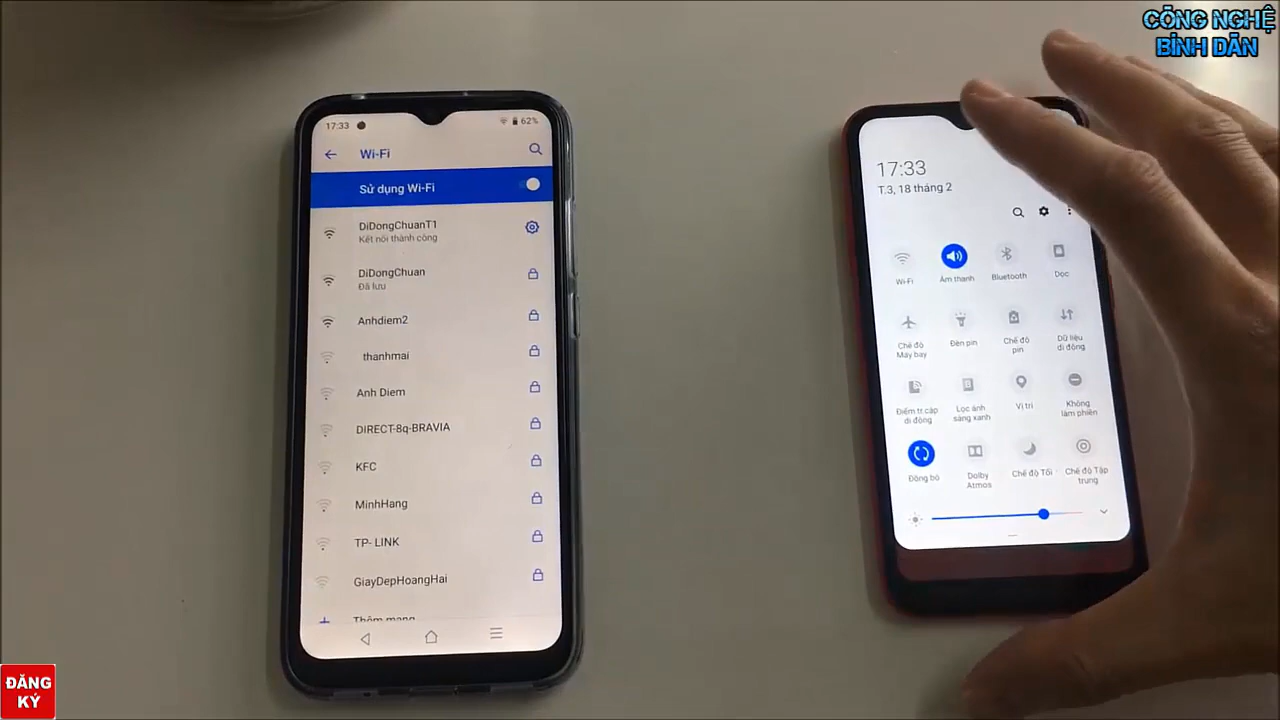 CÔNG NGHỆ
BÌNH DÂN
17:33
62%
Wi-Fi
Sử dụng Wi-Fi
DiDongChuanT1
Kết nối thành công
DiDongChuan
Đã lưu
Anhdiem2
thanhmai
Anh Diem
DIRECT-8q-BRAVIA
KFC
MinhHang
TP- LINK
GiayDepHoangHai
Thêm mạng
17:33
T.3, 18 tháng 2
Wi-Fi
Âm thanh
Bluetooth
Dọc
Chế độ
Máy bay
Đèn pin
Chế độ
pin
Dữ liệu
di động
Điểm tr.cập
di động
Lọc ánh
sáng xanh
Vị trí
Không
làm phiền
Đồng bộ
Dolby
Atmos
Chế độ Tối
Chế độ Tập
trung
ĐĂNG
KÝ